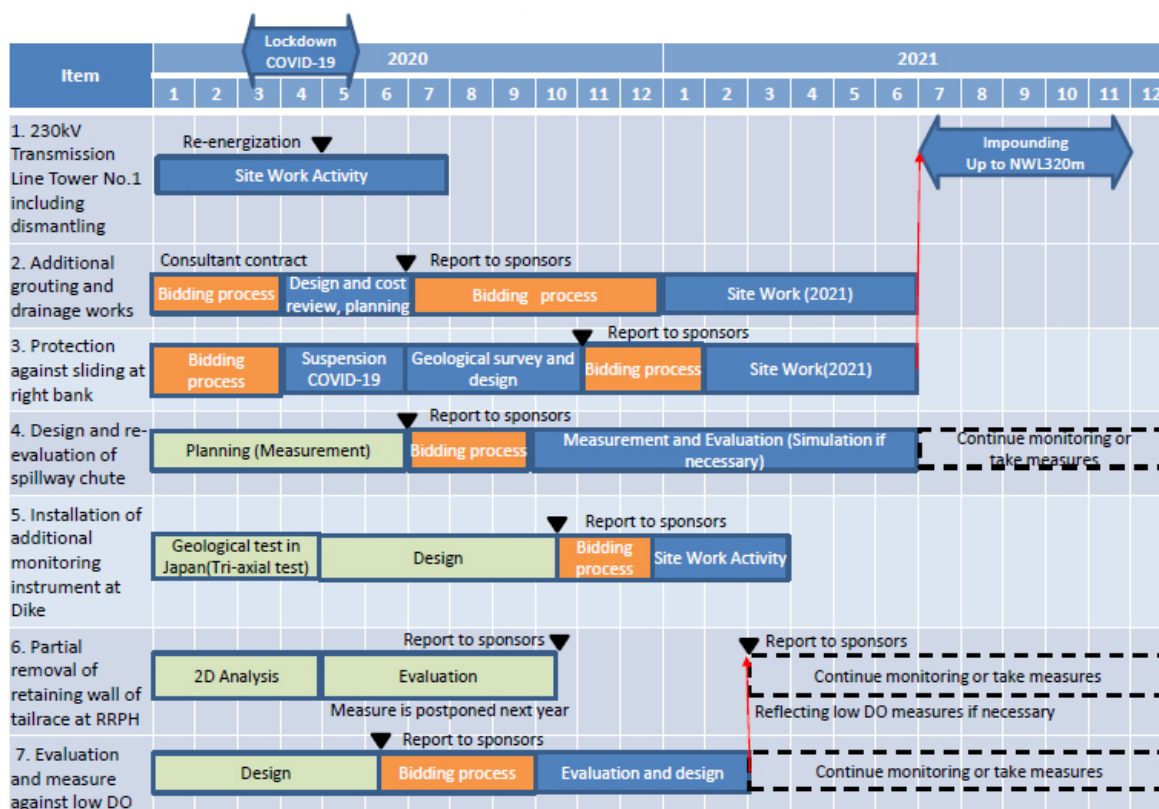 Lockdown
COVID-19
Item
2020
2021
1 2 3 4 5 6 7 8 9 10 11 12 1 2 3 4 5 6 7 8 9 10 11 12
1. 230kV
Transmission
Line Tower No.1
including
dismantling
Re-energization
Site Work Activity
Impounding
Up to NWL320m
2. Additional
grouting and
drainage works
Consultant contract
Report to sponsors
Bidding process
Design and cost
review, planning
Bidding process
Site Work (2021)
3. Protection
against sliding at
right bank
Report to sponsors
Bidding
process
Suspension
COVID-19
Geological survey and
design
Bidding process
Site Work(2021)
4. Design and re-
evaluation of
spillway chute
Report to sponsors
Planning (Measurement)
Bidding process
Measurement and Evaluation (Simulation if
necessary)
Continue monitoring or
take measures
5. Installation of
additional
monitoring
instrument at
Dike
Report to sponsors
Geological test in
Japan(Tri-axial test)
Design
Bidding
process
Site Work Activity
6. Partial
removal of
retaining wall of
tailrace at RRPH
Report to sponsors
Report to sponsors
2D Analysis
Evaluation
Continue monitoring or take measures
Measure is postponed next year
Reflecting low DO measures if necessary
7. Evaluation
and measure
against low DO
Report to sponsors
Design
Bidding process
Evaluation and design
Continue monitoring or take measures